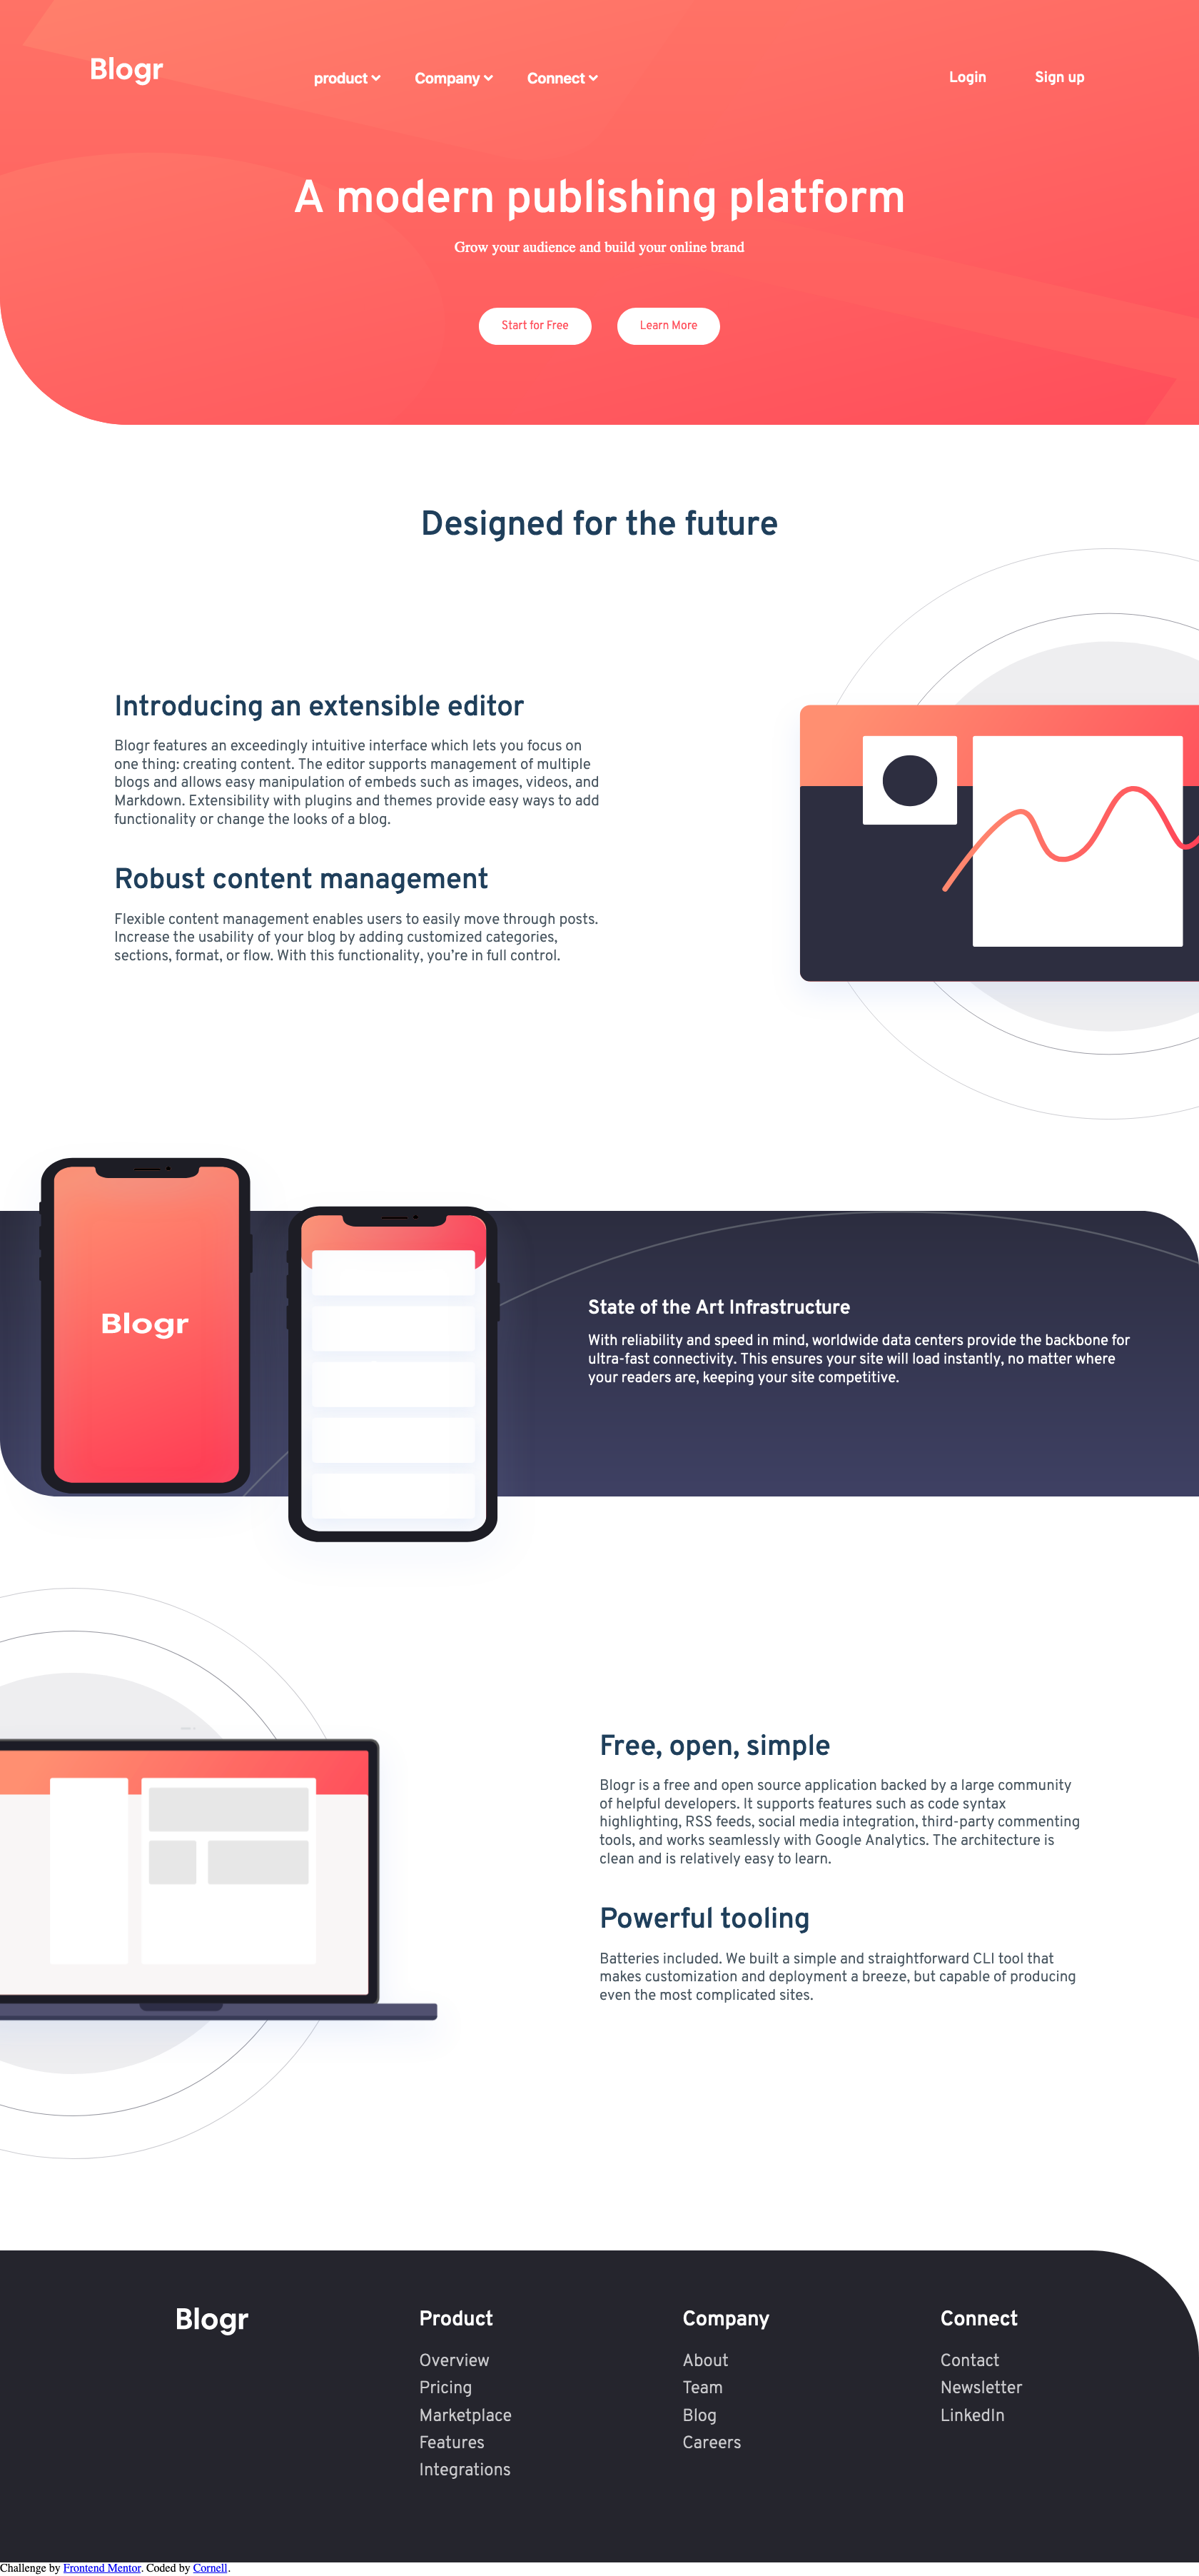 Blogr
product Company Connect
Login Sign up
A modern publishing platform
Grow your audience and build your online brand
Start for Free Learn More
Designed for the future
Introducing an extensible editor
Blogr features an exceedingly intuitive interface which lets you focus on
one thing: creating content. The editor supports management of multiple
blogs and allows easy manipulation of embeds such as images, videos, and
Markdown. Extensibility with plugins and themes provide easy ways to add
functionality or change the looks of a blog.
Robust content management
Flexible content management enables users to easily move through posts.
Increase the usability of your blog by adding customized categories,
sections, format, or flow. With this functionality, you’re in full control.
Blogr
State of the Art Infrastructure
With reliability and speed in mind, worldwide data centers provide the backbone for
ultra-fast connectivity. This ensures your site will load instantly, no matter where
your readers are, keeping your site competitive.
Free, open, simple
Blogr is a free and open source application backed by a large community
of helpful developers. It supports features such as code syntax
highlighting, RSS feeds, social media integration, third-party commenting
tools, and works seamlessly with Google Analytics. The architecture is
clean and is relatively easy to learn.
Powerful tooling
Batteries included. We built a simple and straightforward CLI tool that
makes customization and deployment a breeze, but capable of producing
even the most complicated sites.
Blogr
Product
Overview
Pricing
Marketplace
Features
Integrations
Company
About
Team
Blog
Careers
Connect
Contact
Newsletter
LinkedIn
Challenge by Frontend Mentor. Coded by Cornell.